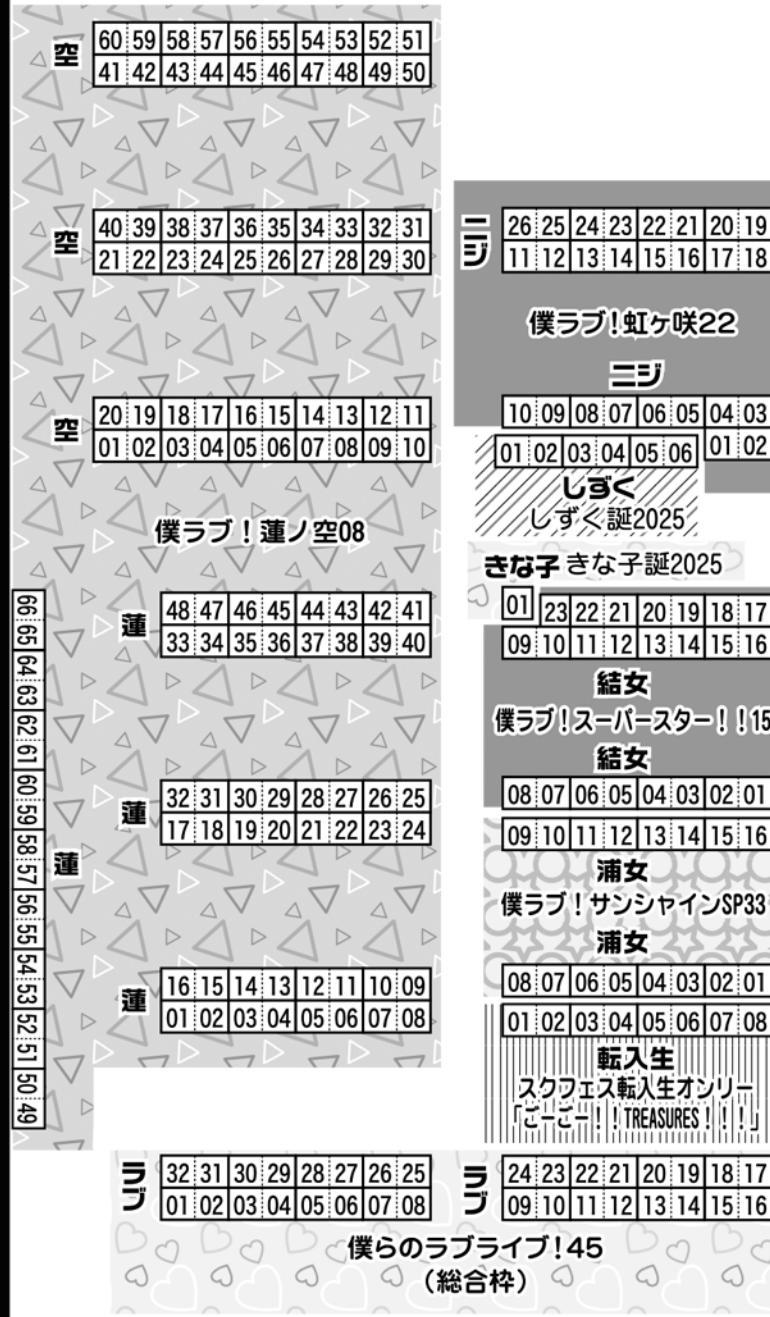 空
60 59 58 57 56 55 54 53 52 51
41 42 43 44 45 46 47 48 49 50
空
40 39 38 37 36 35 34 33 32 31
21 22 23 24 25 26 27 28 29 30
空
20 19 18 17 16 15 14 13 12 11
01 02 03 04 05 06 07 08 09 10
僕ラブ！蓮ノ空08
蓮
48 47 46 45 44 43 42 41
33 34 35 36 37 38 39 40
蓮
32 31 30 29 28 27 26 25
17 18 19 20 21 22 23 24
蓮
16 15 14 13 12 11 10 09
01 02 03 04 05 06 07 08
66 65 64 63 62 61 60 59 58 57 56 55 54 53 52 51 50 49
蓮
ニジ
26 25 24 23 22 21 20 19
11 12 13 14 15 16 17 18
僕ラブ！虹ヶ咲22
ニジ
10 09 08 07 06 05 04 03
01 02
01 02 03 04 05 06
しずく
しずく誕2025
きな子 きな子誕2025
01
23 22 21 20 19 18 17
09 10 11 12 13 14 15 16
結女
僕ラブ！スーパースター！！15
結女
08 07 06 05 04 03 02 01
09 10 11 12 13 14 15 16
浦女
僕ラブ！サンシャインSP33
浦女
08 07 06 05 04 03 02 01
01 02 03 04 05 06 07 08
転入生
スクフェス転入生オンリー
「ごーごー！！TREASURES！！！」
ラブ
32 31 30 29 28 27 26 25
01 02 03 04 05 06 07 08
ラブ
24 23 22 21 20 19 18 17
09 10 11 12 13 14 15 16
僕らのラブライブ！45
（総合枠）